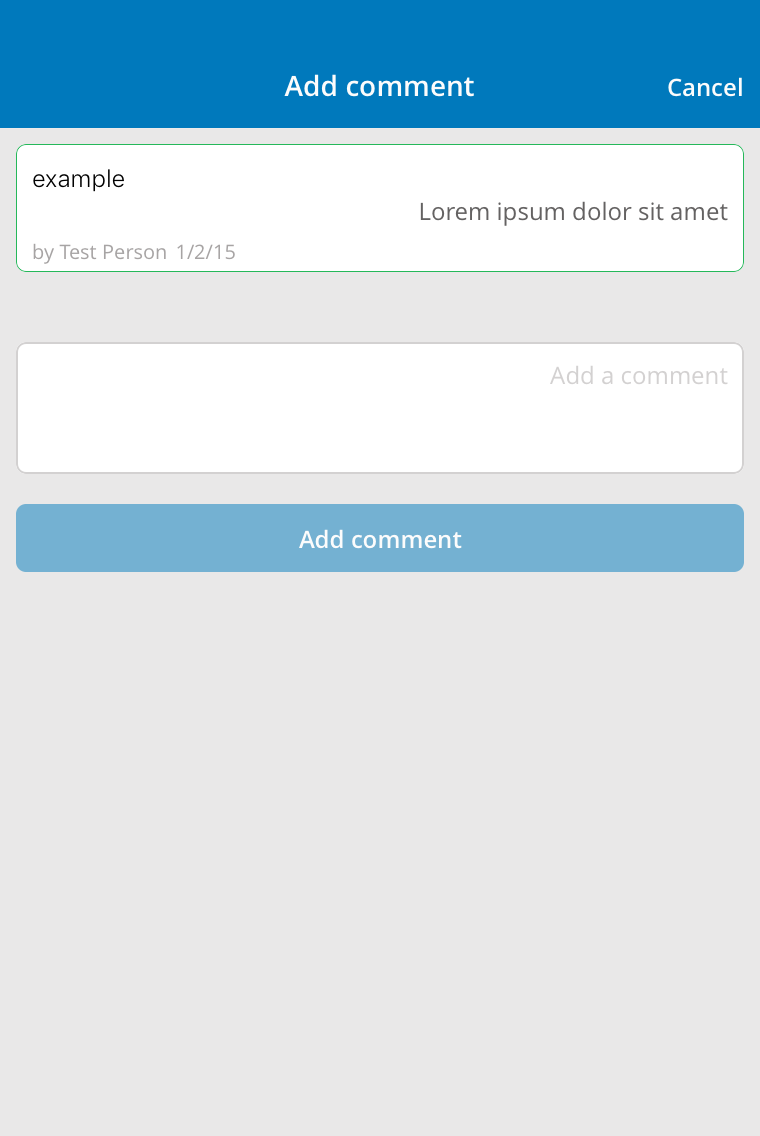 Add comment
Cancel
example
Lorem ipsum dolor sit amet
by Test Person 1/2/15
Add a comment
Add comment